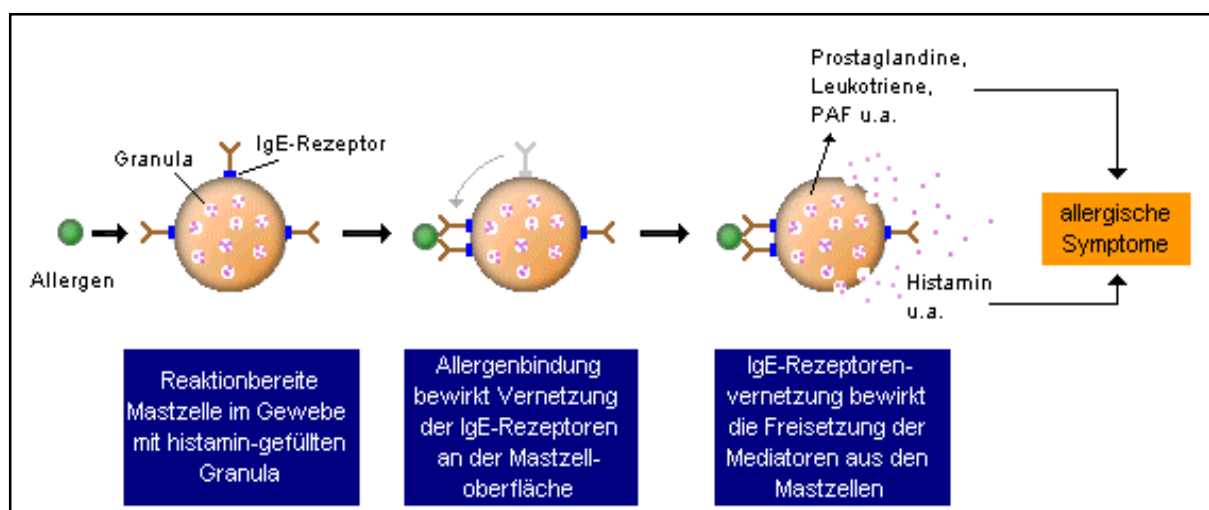 Prostaglandine,
Leukotriene,
PAF u.a.
IgE-Rezeptor
Granula
Allergen
allergische
Symptome
Histamin
u.a.
Reaktionbereite
Mastzelle im Gewebe
mit histamin-gefüllten
Granula
Allergenbindung
bewirkt Vernetzung
der IgE-Rezeptoren
an der Mastzell-
oberfläche
IgE-Rezeptoren-
vernetzung bewirkt
die Freisetzung der
Mediatoren aus den
Mastzellen